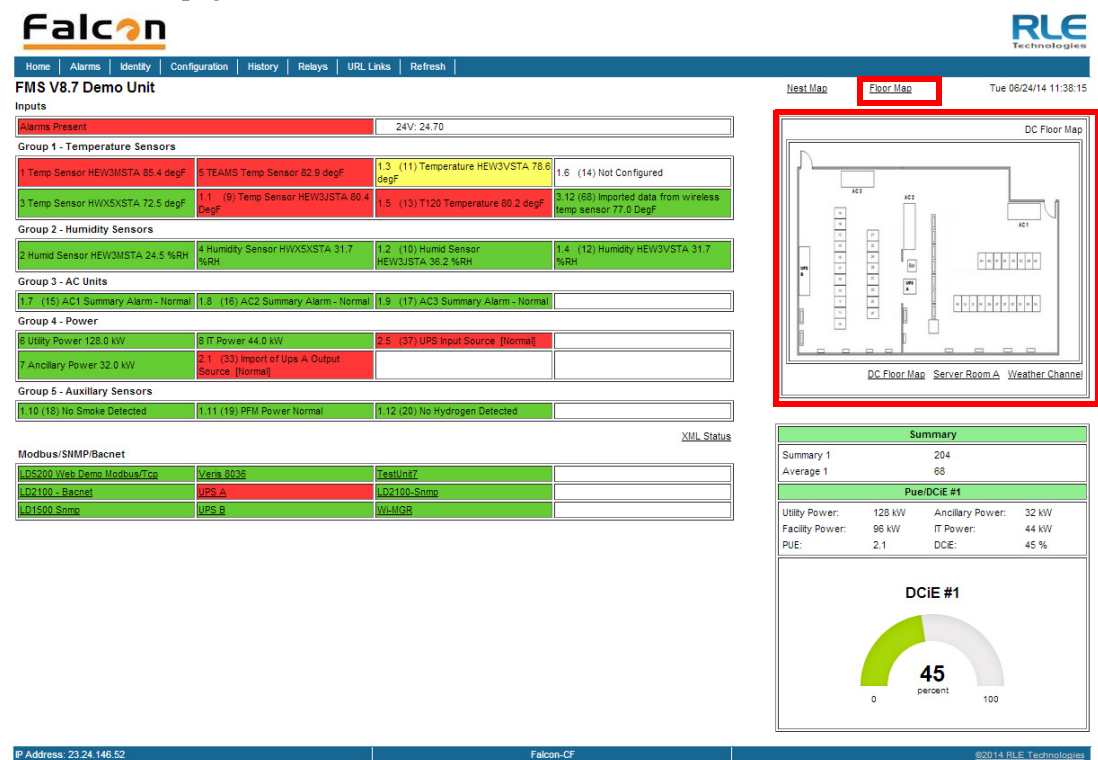 Falcon
RLE
Technologies
Home Alarms Identity Configuration History Relays URL Links Refresh
FMS V8.7 Demo Unit
Nest Map Floor Map Tue 06/24/14 11:38:15
Inputs
Alarms Present 24V: 24.70
Group 1 - Temperature Sensors
1 Temp Sensor HEW3MSTA 85.4 degF
5 TEAMS Temp Sensor 82.9 degF
1.3 (11) Temperature HEW3VSTA 78.6
degF
1.6 (14) Not Configured
3 Temp Sensor HWX5XSTA 72.5 degF
1.1 (9) Temp Sensor HEW3JSTA 80.4
DegF
1.5 (13) T120 Temperature 80.2 degF
3.12 (68) Imported data from wireless
temp sensor 77.0 DegF
Group 2 - Humidity Sensors
2 Humid Sensor HEW3MSTA 24.5 %RH
4 Humidity Sensor HWX5XSTA 31.7
%RH
1.2 (10) Humid Sensor
HEW3JSTA 36.2 %RH
1.4 (12) Humidity HEW3VSTA 31.7
%RH
Group 3 - AC Units
1.7 (15) AC1 Summary Alarm - Normal
1.8 (16) AC2 Summary Alarm - Normal
1.9 (17) AC3 Summary Alarm - Normal
Group 4 - Power
6 Utility Power 128.0 kW
8 IT Power 44.0 kW
2.5 (37) UPS Input Source [Normal]
7 Ancillary Power 32.0 kW
2.1 (33) Import of Ups A Output
Source [Normal]
Group 5 - Auxillary Sensors
1.10 (18) No Smoke Detected
1.11 (19) PFM Power Normal
1.12 (20) No Hydrogen Detected
XML Status
Modbus/SNMP/Bacnet
LD5200 Web Demo Modbus/Tcp
Veris 8036
TestUnit7
LD2100 - Bacnet
UPS A
LD2100-Snmp
LD1500 Snmp
UPS B
Wi-MGR
DC Floor Map
AC 3
AC 2
AC 1
UPS
B
UPS
A
DC Floor Map Server Room A Weather Channel
Summary
Summary 1 204
Average 1 68
Pue/DCiE #1
Utility Power: 128 kW Ancillary Power: 32 kW
Facility Power: 96 kW IT Power: 44 kW
PUE: 2.1 DCiE: 45 %
DCiE #1
45
percent
0 100
IP Address: 23.24.146.52 Falcon-CF ©2014 RLE Technologies